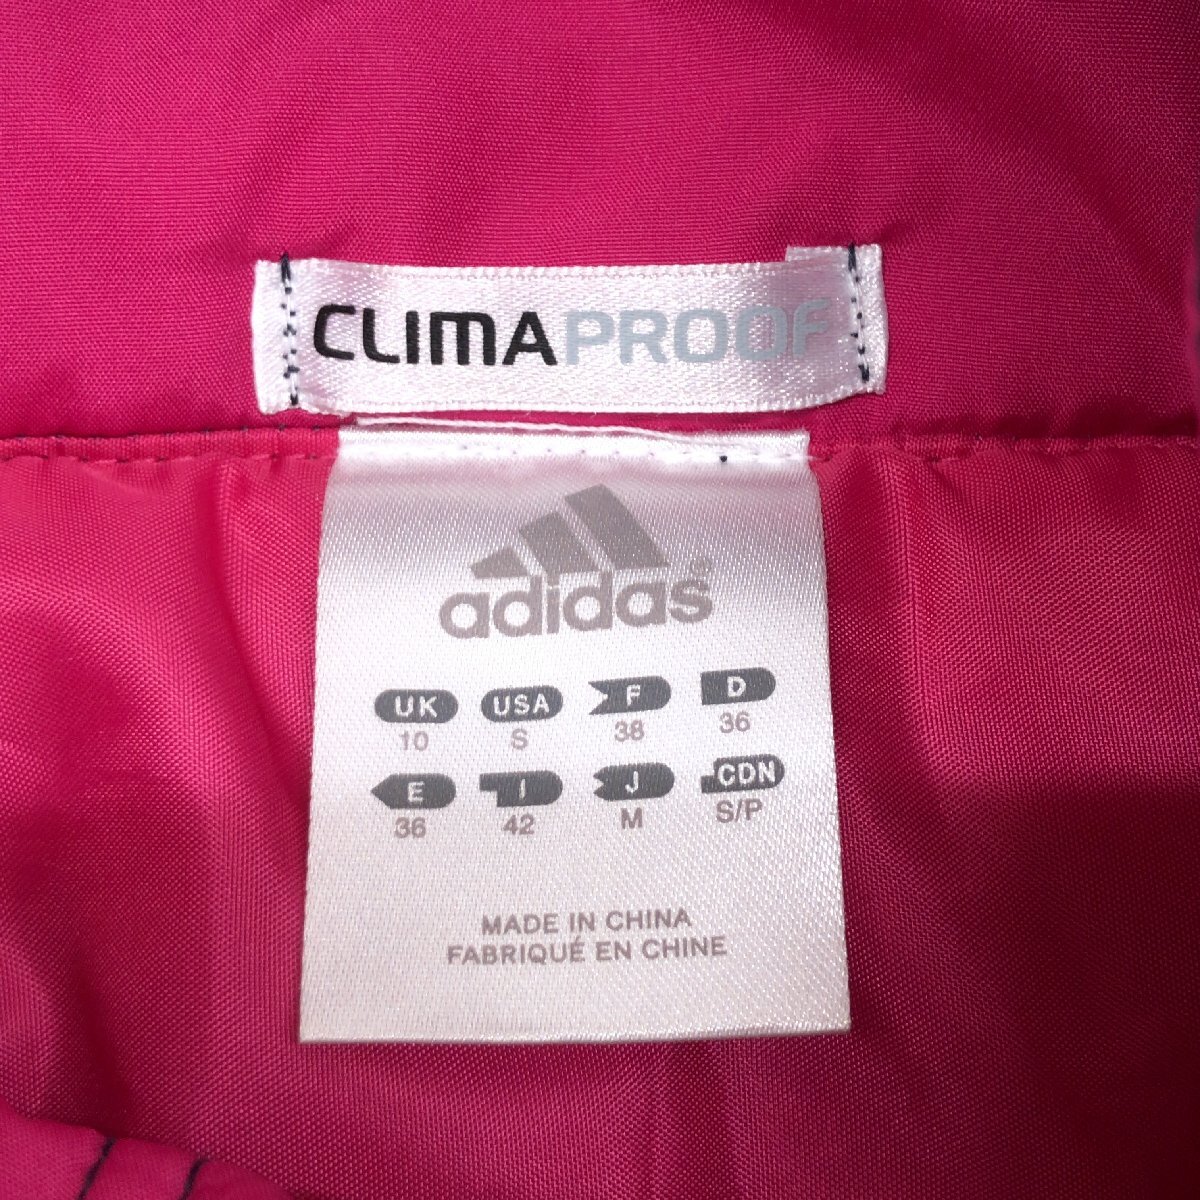 CLIMAPROOF
adidas
UK USA F D
10 S 38 36
E I J CDN
36 42 M S/P
MADE IN CHINA
FABRIQUÉ EN CHINE